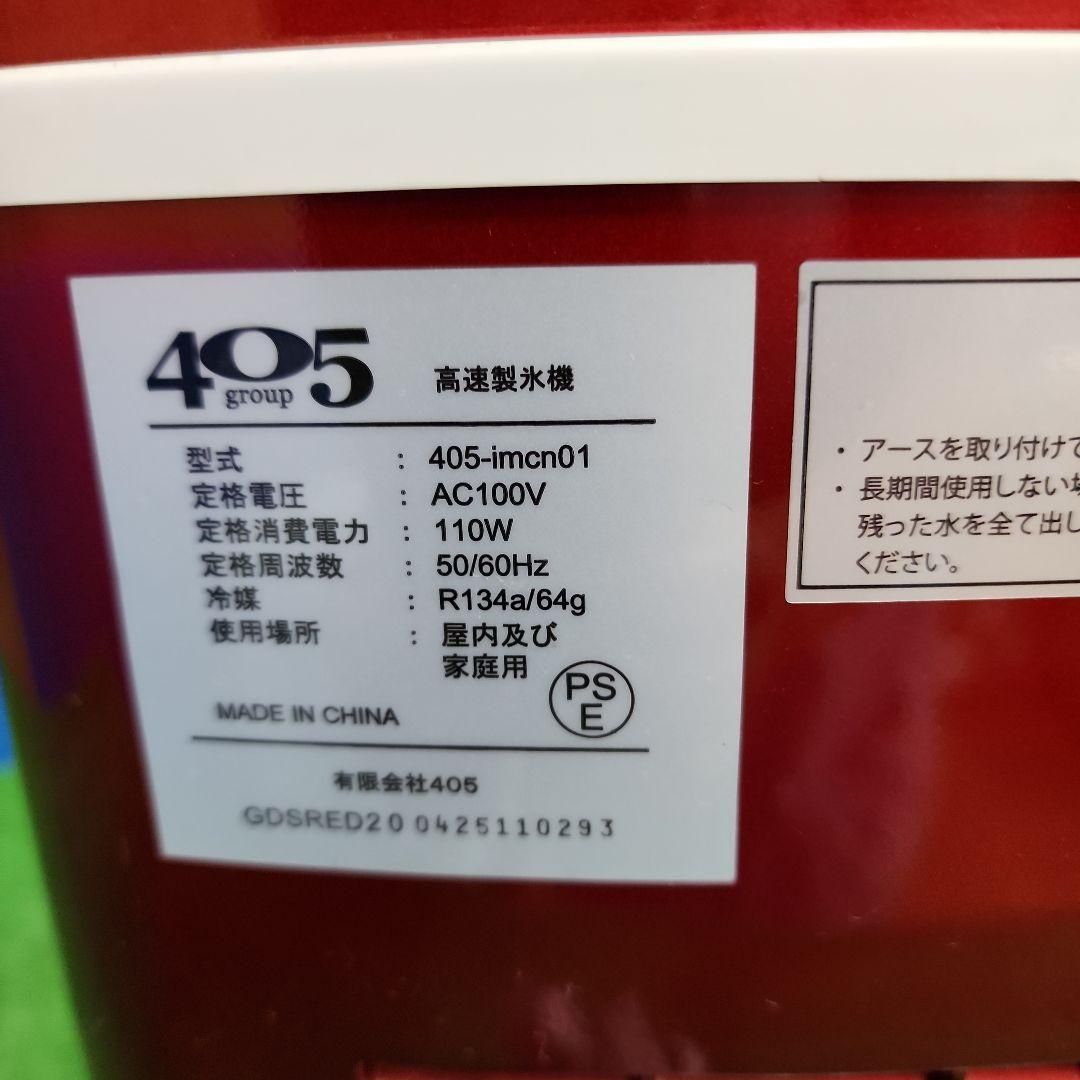 405
group
高速製氷機
型式 : 405-imcn01
定格電圧 : AC100V
定格消費電力 : 110W
定格周波数 : 50/60Hz
冷媒 : R134a/64g
使用場所 : 屋内及び
家庭用
PS
E
MADE IN CHINA
有限会社405
GDSRED20 0425110293
・アースを取り付けて
・長期間使用しない場
残った水を全て出し
ください。